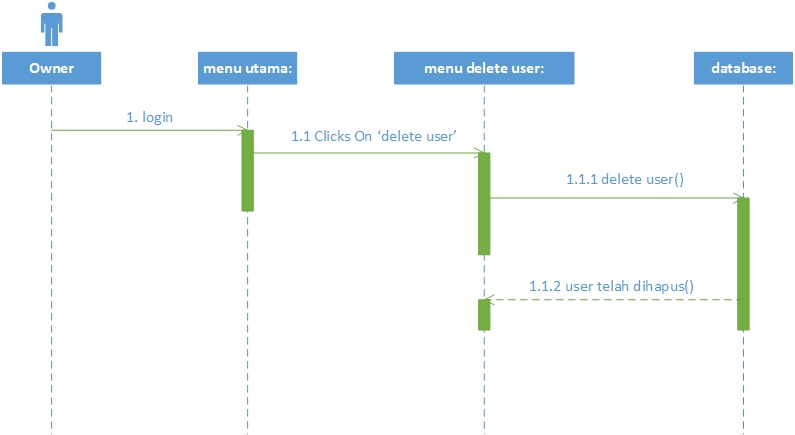 Owner
menu utama:
menu delete user:
database:
1. login
1.1 Clicks On ‘delete user’
1.1.1 delete user()
1.1.2 user telah dihapus()